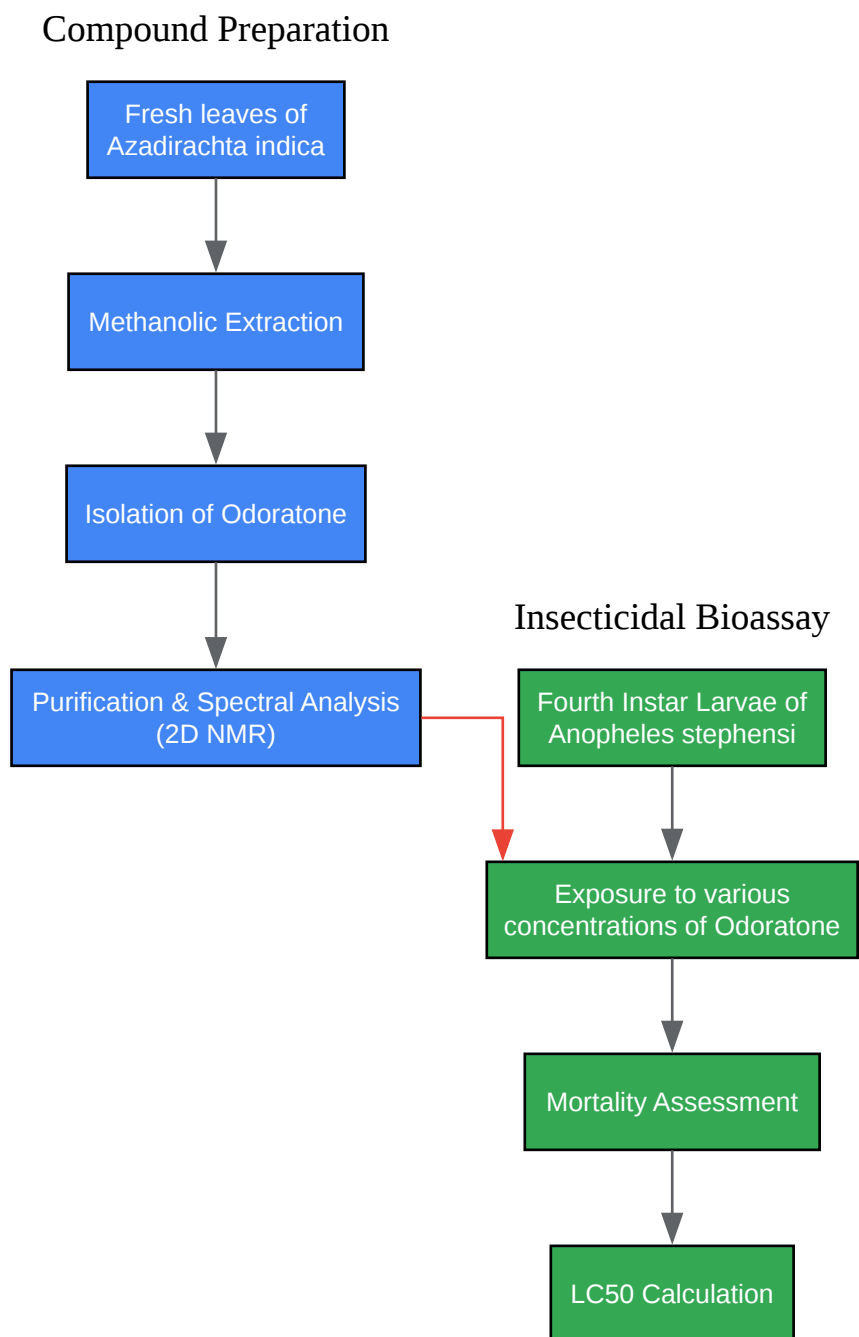 Compound Preparation
Fresh leaves of
Azadirachta indica
Methanolic Extraction
Isolation of Odoratone
Purification & Spectral Analysis
(2D NMR)
Insecticidal Bioassay
Fourth Instar Larvae of
Anopheles stephensi
Exposure to various
concentrations of Odoratone
Mortality Assessment
LC50 Calculation